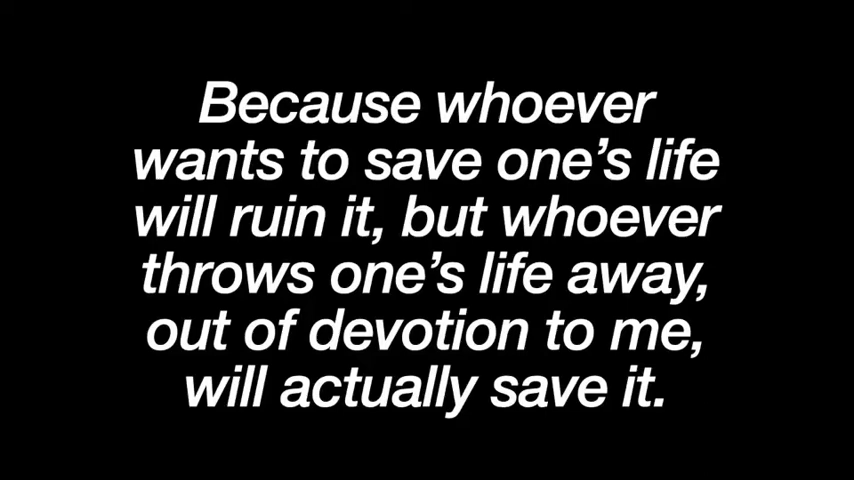 Because whoever
wants to save one’s life
will ruin it, but whoever
throws one’s life away,
out of devotion to me,
will actually save it.